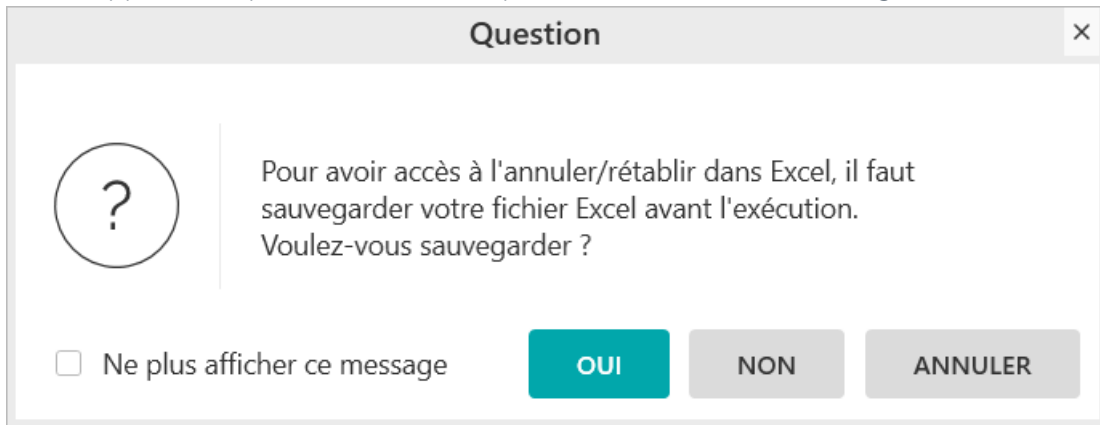 Question
×
?
Pour avoir accès à l'annuler/rétablir dans Excel, il faut
sauvegarder votre fichier Excel avant l'exécution.
Voulez-vous sauvegarder ?
Ne plus afficher ce message
OUI
NON
ANNULER